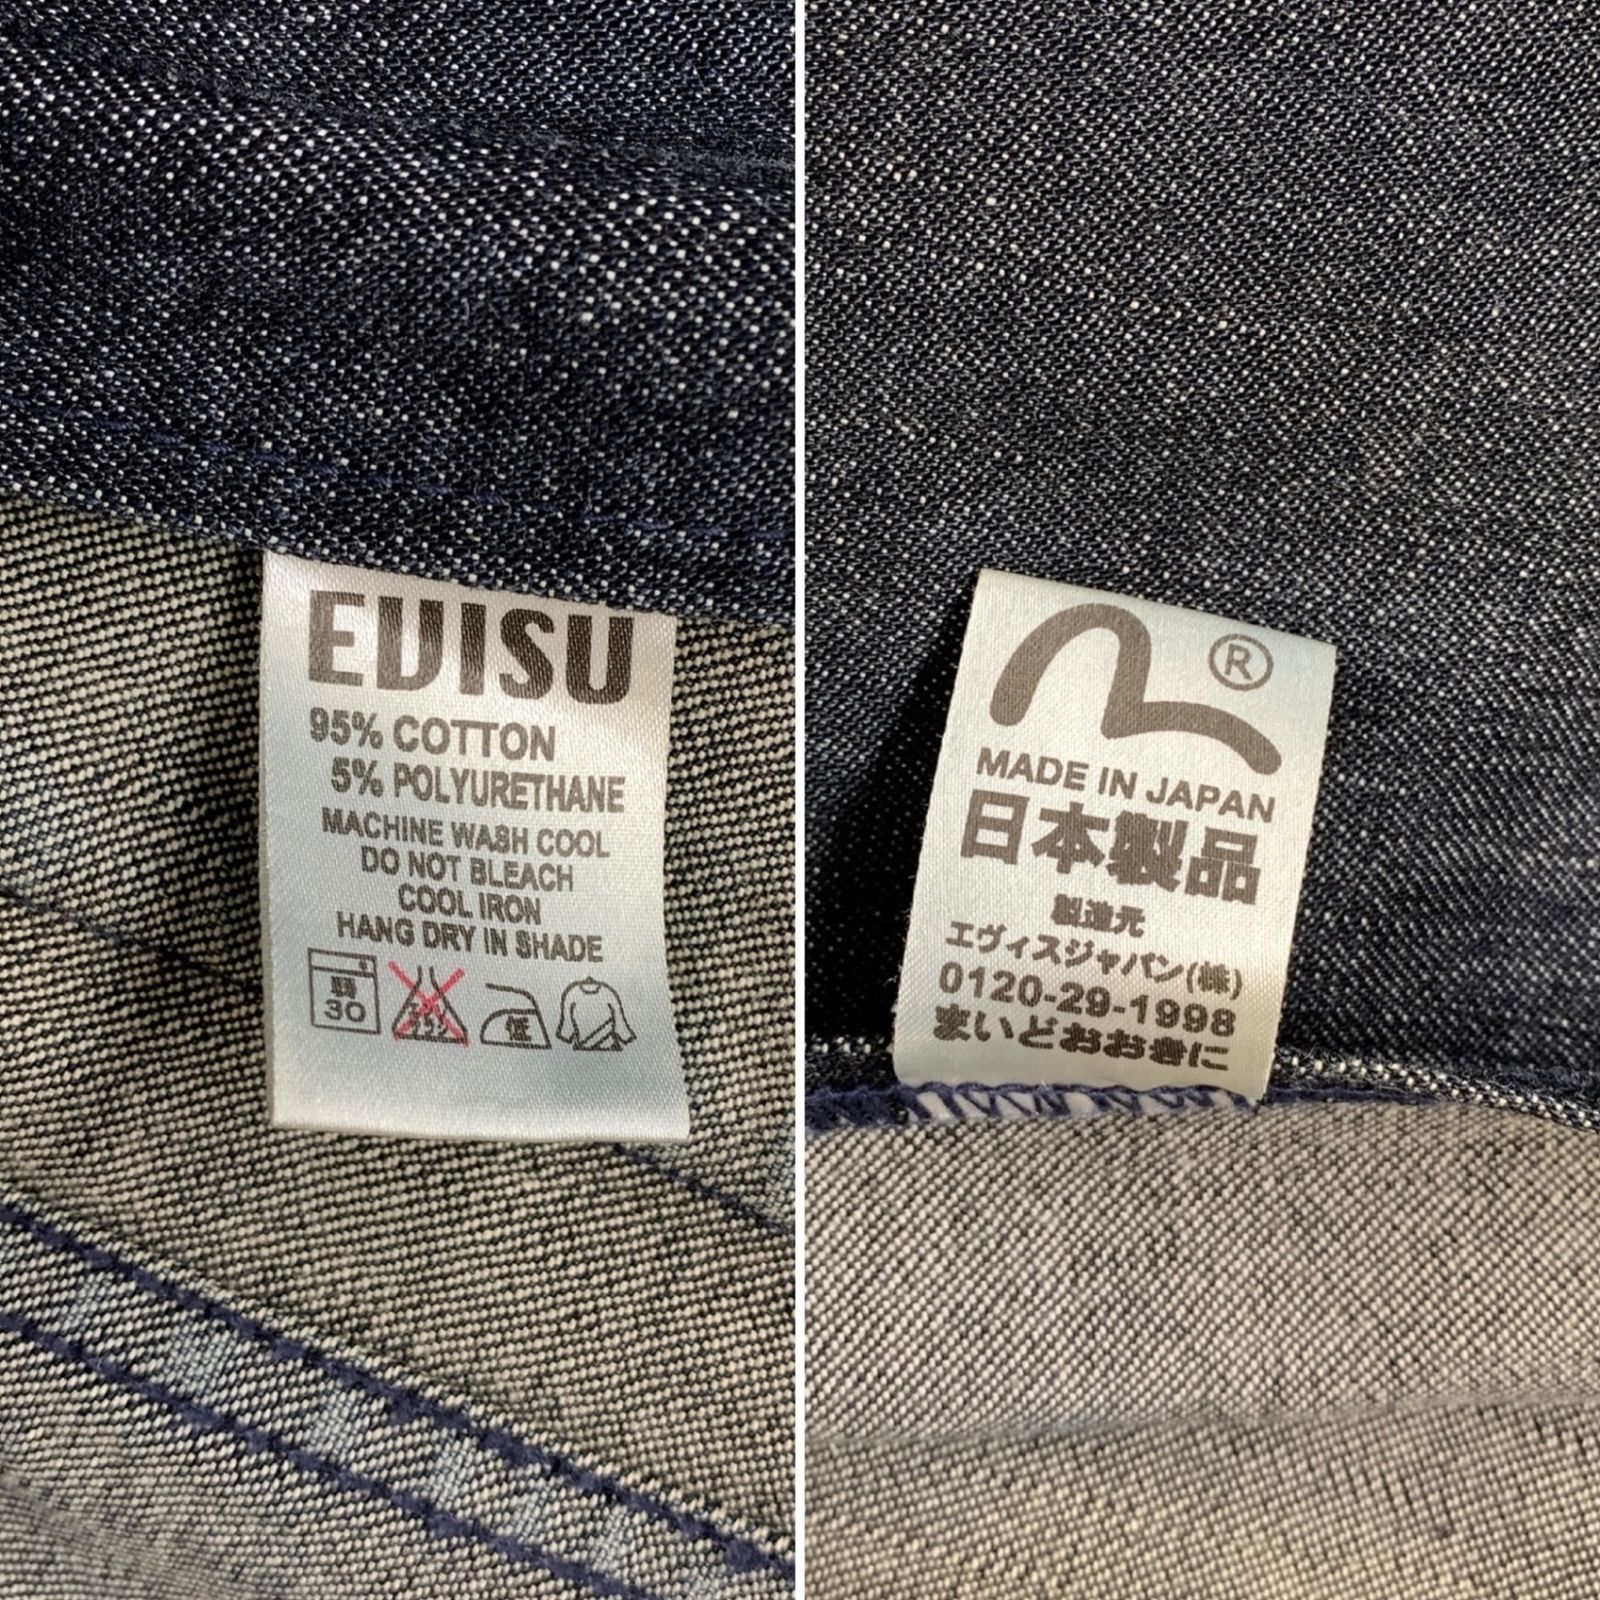 EVISU
95% COTTON
5% POLYURETHANE
MACHINE WASH COOL
DO NOT BLEACH
COOL IRON
HANG DRY IN SHADE
30
低
®
MADE IN JAPAN
日本製品
製造元
エヴィスジャパン(株)
0120-29-1998
まいどおおきに